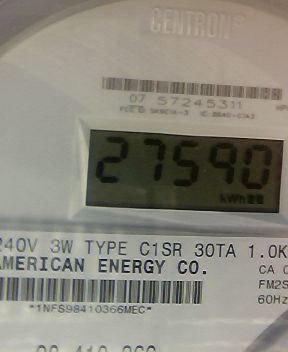 CENTRON®
07 57245311
27590
kWh
240V 3W TYPE C1SR 30TA 1.0K
AMERICAN ENERGY CO.
CA
FM2S
60Hz
*1NFS98410366MEC*